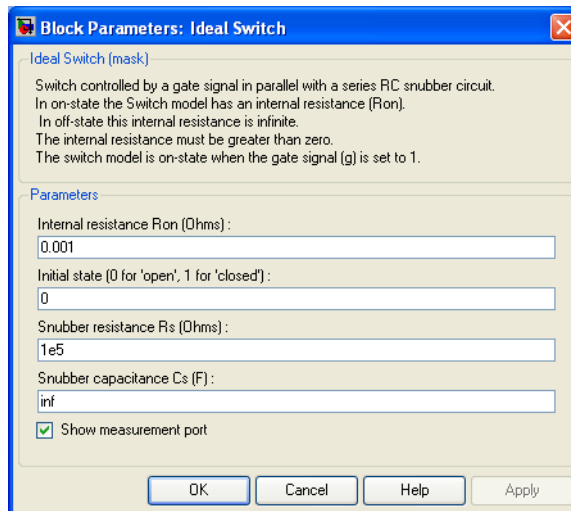 Block Parameters: Ideal Switch
Ideal Switch (mask)
Switch controlled by a gate signal in parallel with a series RC snubber circuit.
In on-state the Switch model has an internal resistance (Ron).
In off-state this internal resistance is infinite.
The internal resistance must be greater than zero.
The switch model is on-state when the gate signal (g) is set to 1.
Parameters
Internal resistance Ron (Ohms) :
0.001
Initial state (0 for 'open', 1 for 'closed') :
0
Snubber resistance Rs (Ohms) :
1e5
Snubber capacitance Cs (F) :
inf
Show measurement port
OK Cancel Help Apply